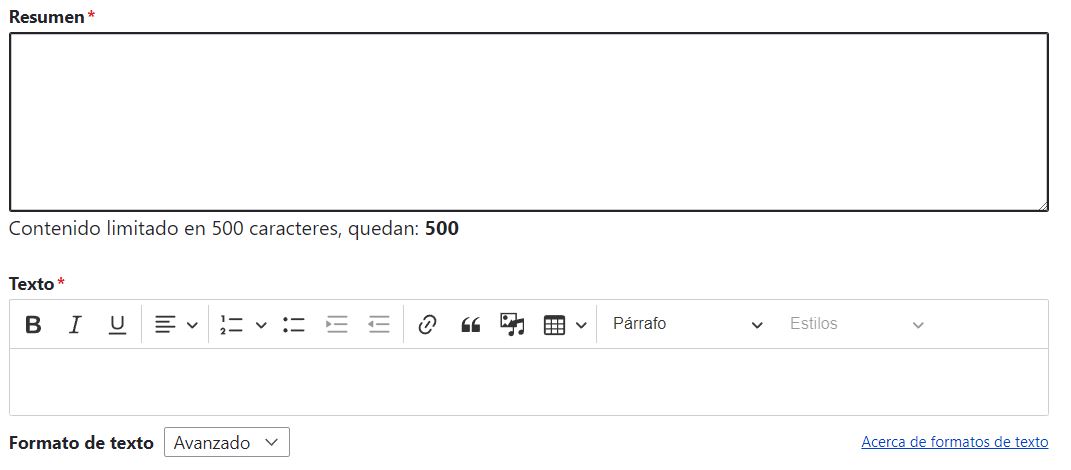 Resumen*
Contenido limitado en 500 caracteres, quedan: 500
Texto*
B I U Párrafo Estilos
Formato de texto Avanzado Acerca de formatos de texto